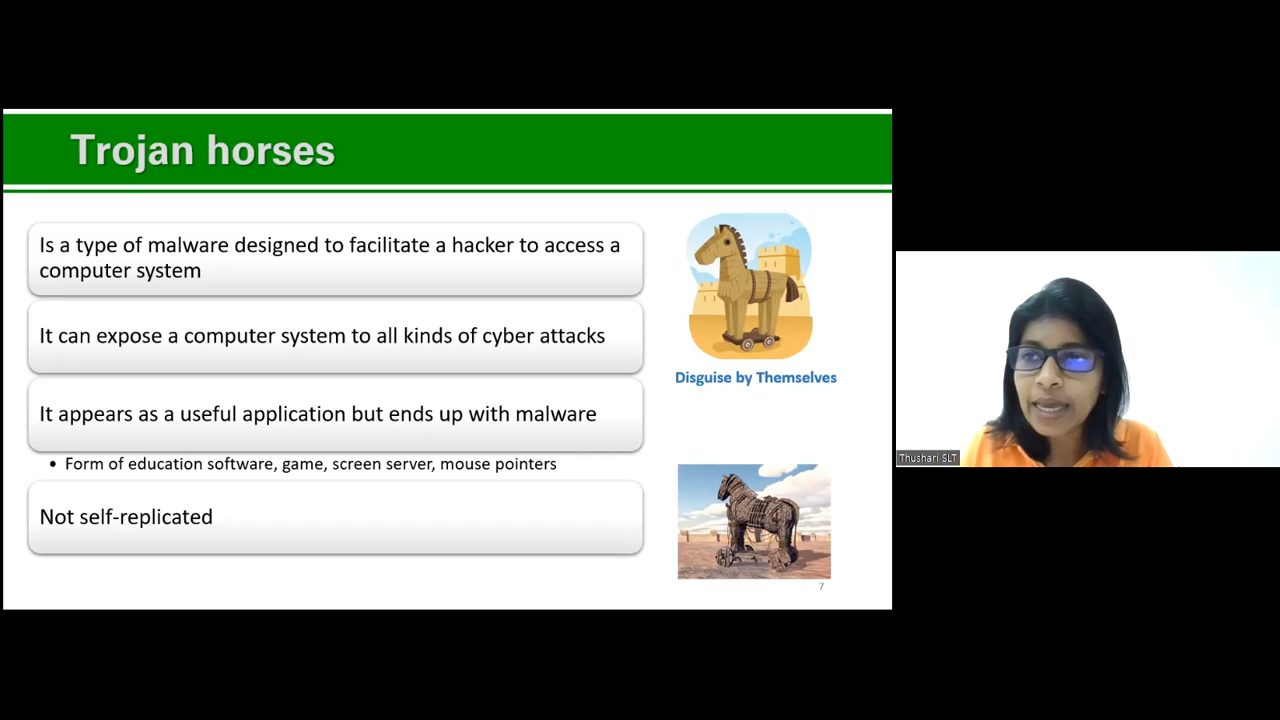 Trojan horses
Is a type of malware designed to facilitate a hacker to access a
computer system
It can expose a computer system to all kinds of cyber attacks
Disguise by Themselves
It appears as a useful application but ends up with malware
• Form of education software, game, screen server, mouse pointers
Not self-replicated
7
Thushari SLT